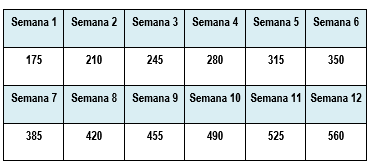 Semana 1 Semana 2 Semana 3 Semana 4 Semana 5 Semana 6
175 210 245 280 315 350
Semana 7 Semana 8 Semana 9 Semana 10 Semana 11 Semana 12
385 420 455 490 525 560